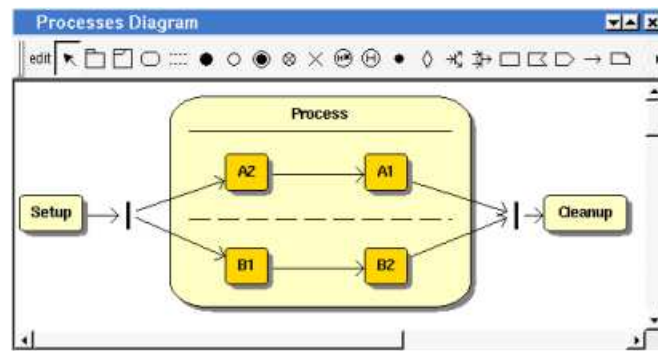 Processes Diagram
edit
Process
A2
A1
Setup
Cleanup
B1
B2